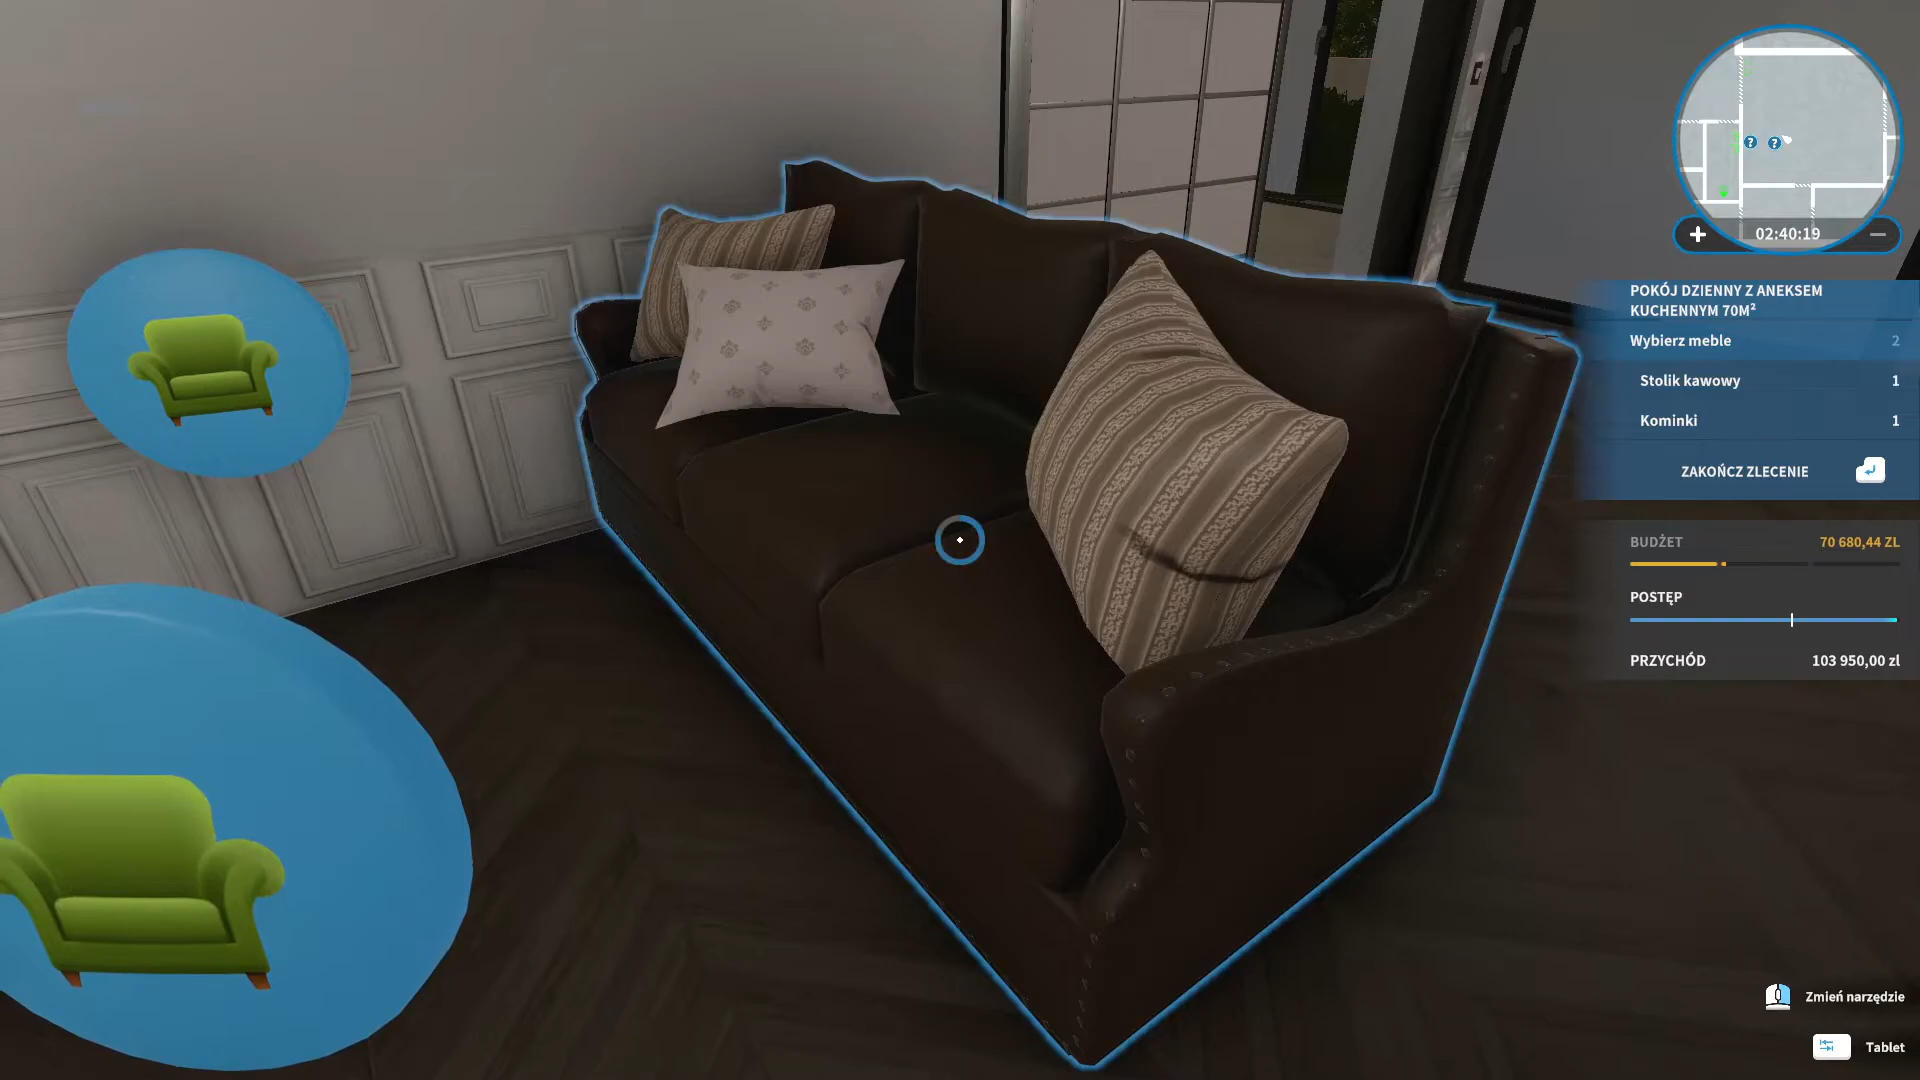 ? ?
02:40:19
POKÓJ DZIENNY Z ANEKSEM
KUCHENNYM 70M²
Wybierz meble 2
Stolik kawowy 1
Kominki 1
ZAKOŃCZ ZLECENIE
BUDŻET 70 680,44 ZL
POSTĘP
PRZYCHÓD 103 950,00 zl
Zmień narzędzie
Tablet